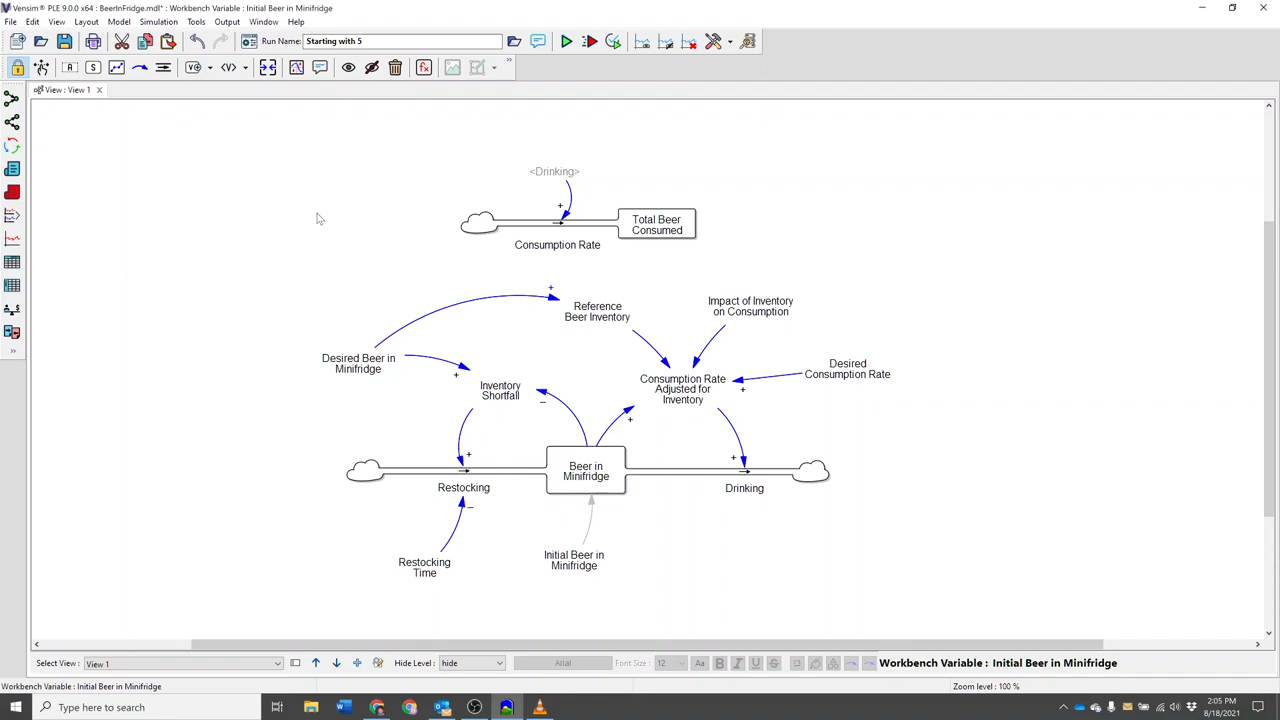 Vensim® PLE 9.0.0 x64 : BeerInFridge.mdl* : Workbench Variable : Initial Beer in Minifridge
File Edit View Layout Model Simulation Tools Output Window Help
Run Name: Starting with 5
View : View 1
<Drinking>
+
Total Beer
Consumed
Consumption Rate
+
Reference
Beer Inventory
Impact of Inventory
on Consumption
Desired Beer in
Minifridge
+
Inventory
Shortfall
−
Consumption Rate
Adjusted for
Inventory
+
Desired
Consumption Rate
+
+
+
Beer in
Minifridge
Restocking
−
Drinking
Restocking
Time
Initial Beer in
Minifridge
Select View : View 1 Hide Level : hide Arial Font Size : 12 Aa B I U S Workbench Variable : Initial Beer in Minifridge
Workbench Variable : Initial Beer in Minifridge Zoom level : 100 %
Type here to search
2:05 PM
8/18/2021